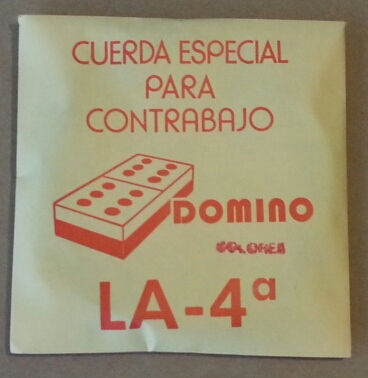 CUERDA ESPECIAL
PARA
CONTRABAJO
DOMINO
LA-4ª